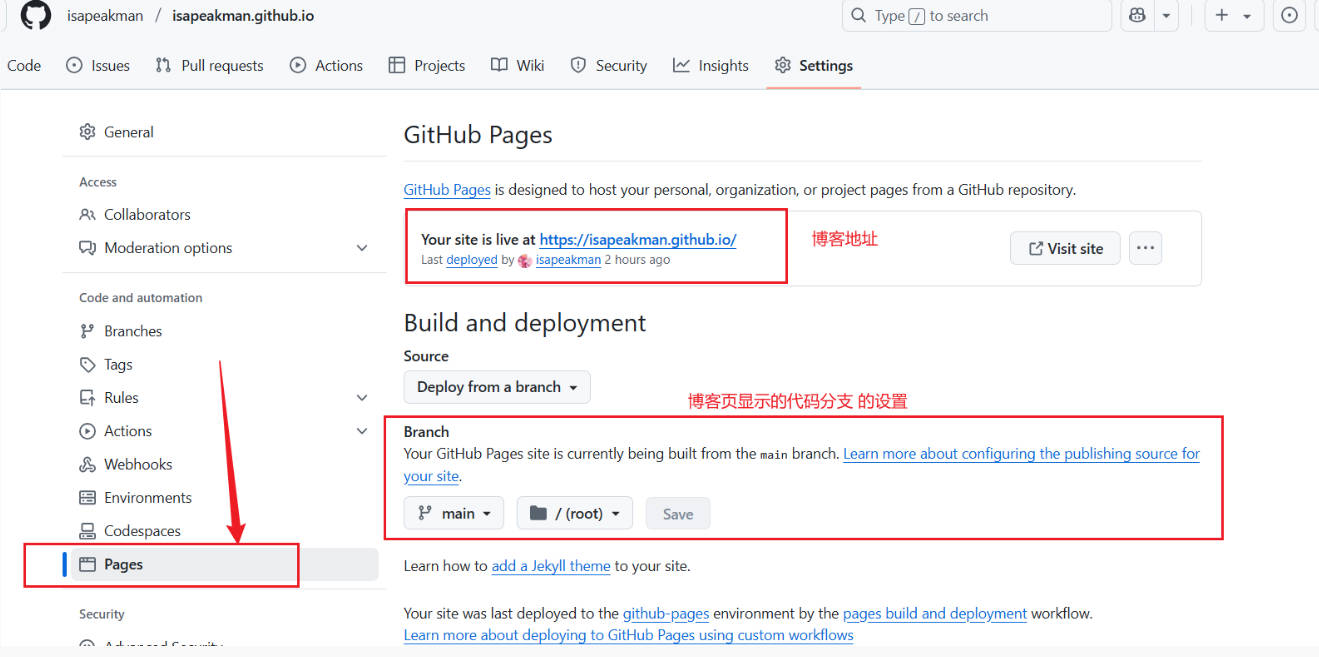 isapeakman / isapeakman.github.io
Type / to search
Code Issues Pull requests Actions Projects Wiki Security Insights Settings
General
Access
Collaborators
Moderation options
Code and automation
Branches
Tags
Rules
Actions
Webhooks
Environments
Codespaces
Pages
Security
Advanced Security
GitHub Pages
GitHub Pages is designed to host your personal, organization, or project pages from a GitHub repository.
Your site is live at https://isapeakman.github.io/
Last deployed by isapeakman 2 hours ago
博客地址
Visit site
Build and deployment
Source
Deploy from a branch
博客页显示的代码分支 的设置
Branch
Your GitHub Pages site is currently being built from the main branch. Learn more about configuring the publishing source for
your site.
main / (root) Save
Learn how to add a Jekyll theme to your site.
Your site was last deployed to the github-pages environment by the pages build and deployment workflow.
Learn more about deploying to GitHub Pages using custom workflows